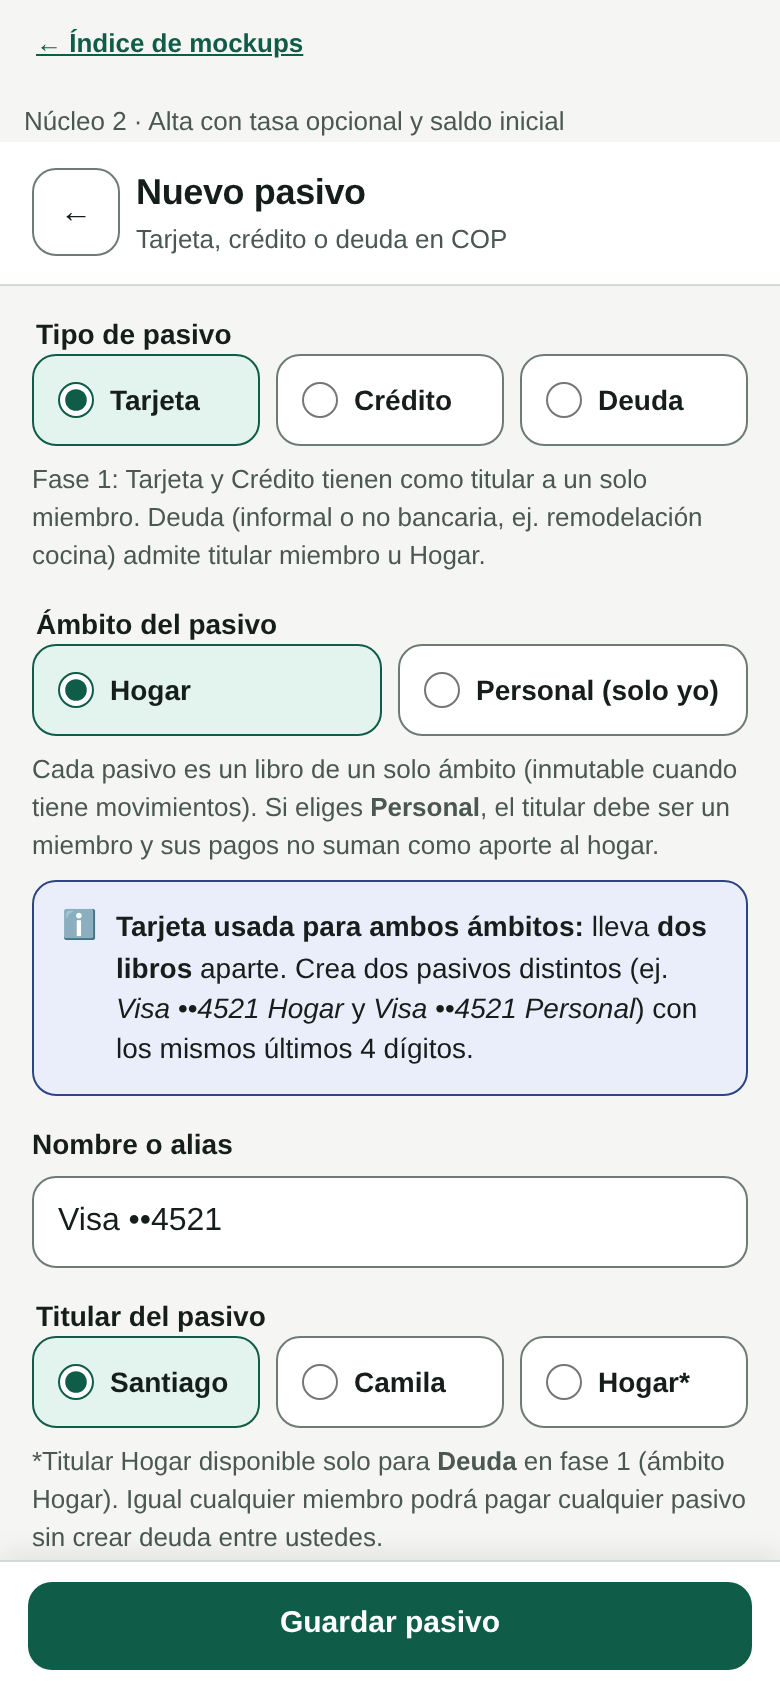 ← Índice de mockups
Núcleo 2 · Alta con tasa opcional y saldo inicial
←
Nuevo pasivo
Tarjeta, crédito o deuda en COP
Tipo de pasivo
Tarjeta Crédito Deuda
Fase 1: Tarjeta y Crédito tienen como titular a un solo
miembro. Deuda (informal o no bancaria, ej. remodelación
cocina) admite titular miembro u Hogar.
Ámbito del pasivo
Hogar Personal (solo yo)
Cada pasivo es un libro de un solo ámbito (inmutable cuando
tiene movimientos). Si eliges Personal, el titular debe ser un
miembro y sus pagos no suman como aporte al hogar.
ℹ️ Tarjeta usada para ambos ámbitos: lleva dos
libros aparte. Crea dos pasivos distintos (ej.
Visa ••4521 Hogar y Visa ••4521 Personal) con
los mismos últimos 4 dígitos.
Nombre o alias
Visa ••4521
Titular del pasivo
Santiago Camila Hogar*
*Titular Hogar disponible solo para Deuda en fase 1 (ámbito
Hogar). Igual cualquier miembro podrá pagar cualquier pasivo
sin crear deuda entre ustedes.
Guardar pasivo